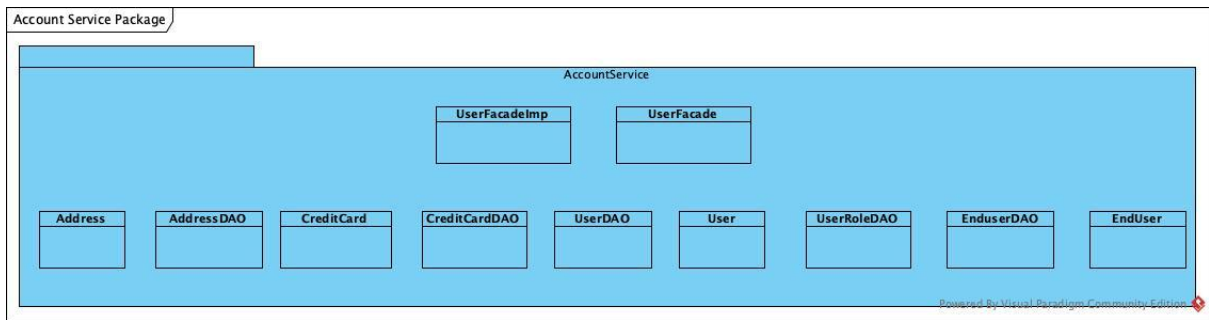 Account Service Package
AccountService
UserFacadeImp UserFacade
Address AddressDAO CreditCard CreditCardDAO UserDAO User UserRoleDAO EnduserDAO EndUser
Powered By Visual Paradigm Community Edition